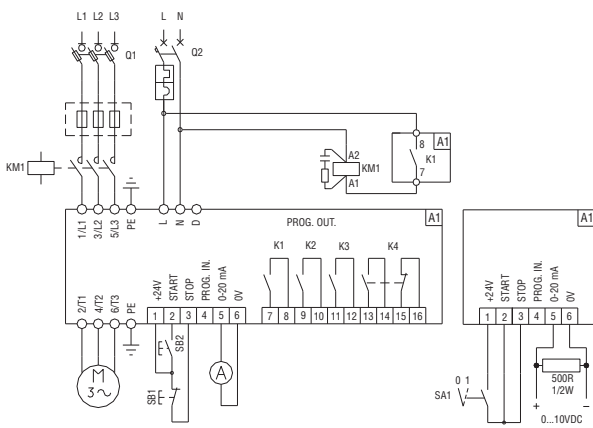 L1 L2 L3
L N
Q1
Q2
KM1
A2
KM1
A1
8
A1
K1
7
1/L1
3/L2
5/L3
PE
L
N
D
PROG. OUT.
A1
K1 K2 K3 K4
+24V
START
STOP
PROG. IN.
0-20 mA
0V
2/T1
4/T2
6/T3
PE
1 2 3 4 5 6
7 8 9 10 11 12 13 14 15 16
M
3~
SB2
SB1
A
A1
+24V
START
STOP
PROG. IN.
0-20 mA
0V
1 2 3 4 5 6
0 1
SA1
500R
1/2W
+ −
0...10VDC